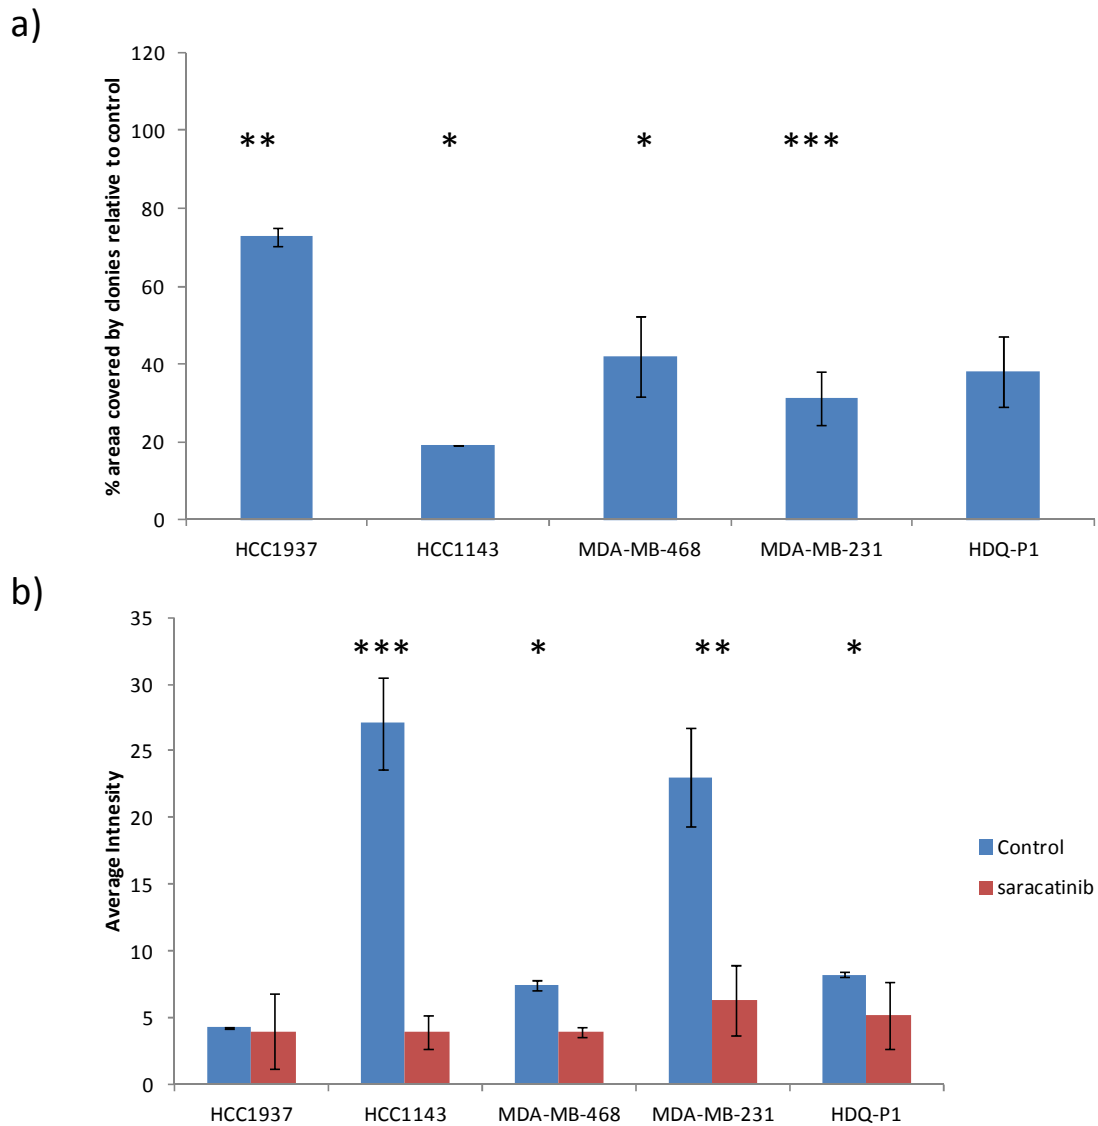 a)
% areaa covered by clonies relative to control
120
100
80
60
40
20
0
** * * ***
HCC1937 HCC1143 MDA-MB-468 MDA-MB-231 HDQ-P1
b)
Average Intnesity
35
30
25
20
15
10
5
0
*** * ** *
HCC1937 HCC1143 MDA-MB-468 MDA-MB-231 HDQ-P1
Control
saracatinib